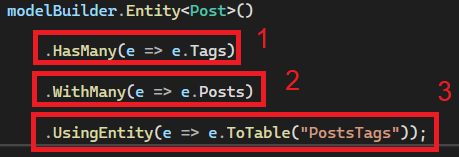 modelBuilder.Entity<Post>()
.HasMany(e => e.Tags) 1
.WithMany(e => e.Posts) 2
.UsingEntity(e => e.ToTable("PostsTags")); 3